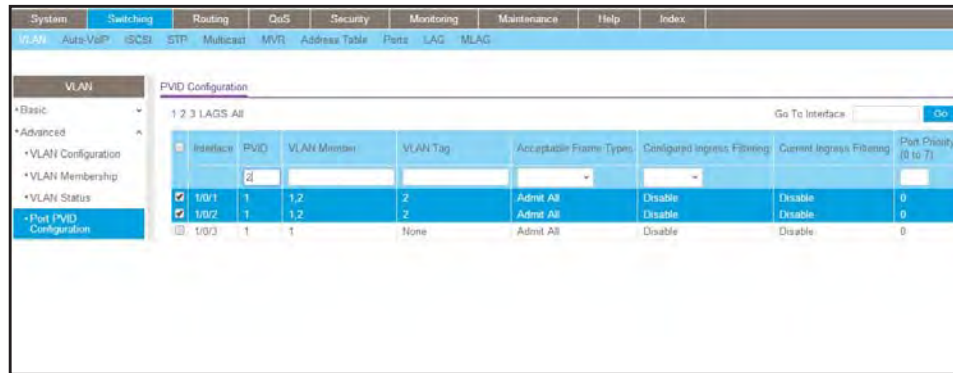 System Switching Routing QoS Security Monitoring Maintenance Help Index
VLAN Auto-VoIP iSCSI STP Multicast MVR Address Table Ports LAG MLAG
VLAN
PVID Configuration
Basic
1 2 3 LAGS All
Go To Interface
Go
Advanced
VLAN Configuration
VLAN Membership
VLAN Status
Port PVID
Configuration
Interface PVID VLAN Member VLAN Tag Acceptable Frame Types Configured Ingress Filtering Current Ingress Filtering Port Priority
(0 to 7)
2
1/0/1 1 1,2 2 Admit All Disable Disable 0
1/0/2 1 1,2 2 Admit All Disable Disable 0
1/0/3 1 1 None Admit All Disable Disable 0